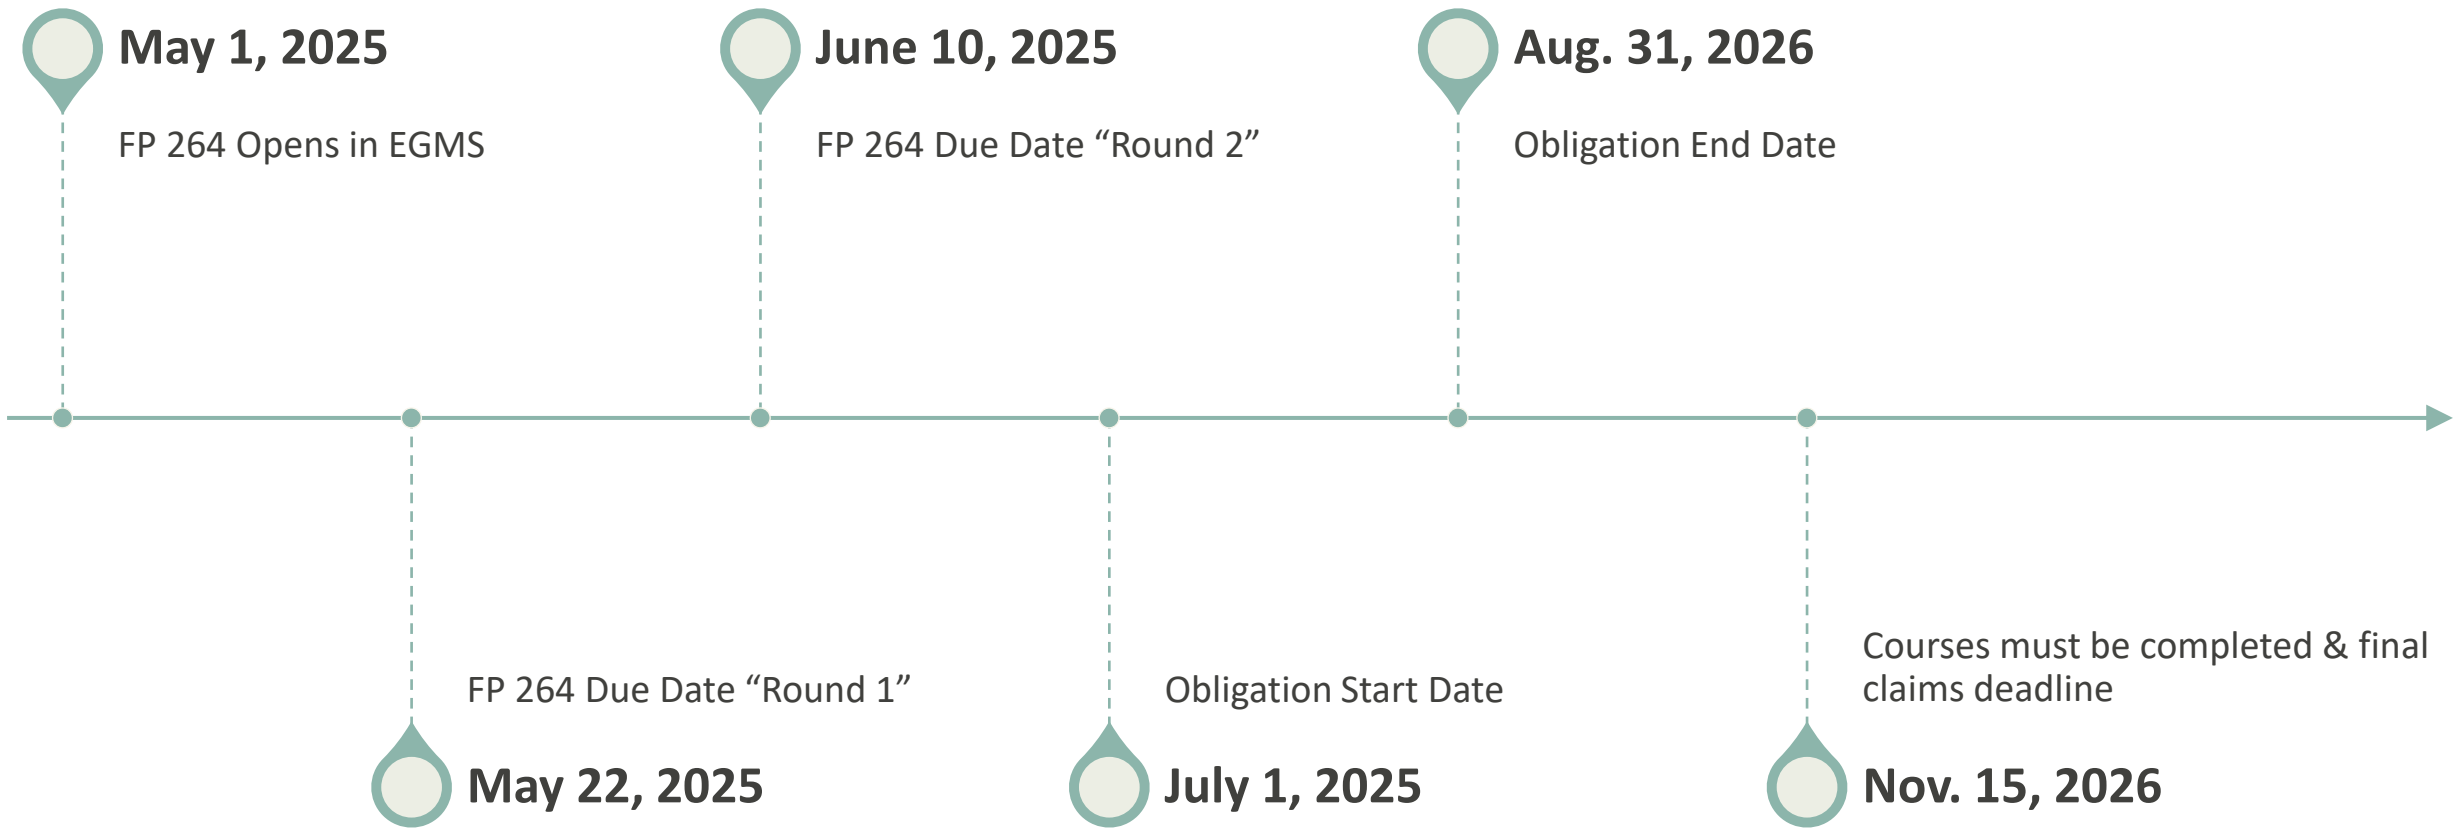 May 1, 2025
FP 264 Opens in EGMS
June 10, 2025
FP 264 Due Date “Round 2”
Aug. 31, 2026
Obligation End Date
FP 264 Due Date “Round 1”
May 22, 2025
Obligation Start Date
July 1, 2025
Courses must be completed & final
claims deadline
Nov. 15, 2026